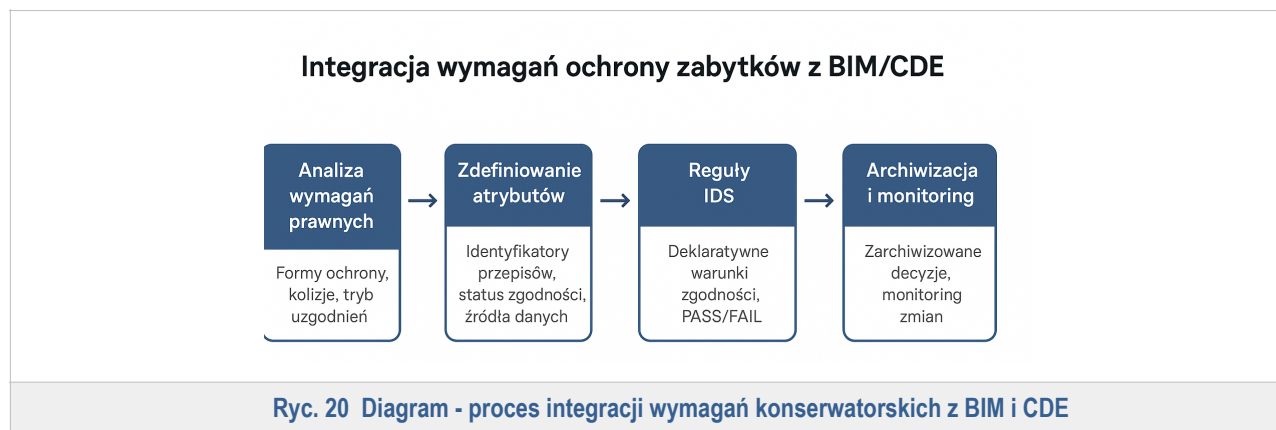 Integracja wymagań ochrony zabytków z BIM/CDE
Analiza
wymagań
prawnych
Formy ochrony,
kolizje, tryb
uzgodnień
Zdefiniowanie
atrybutów
Identyfikatory
przepisów,
status zgodności,
źródła danych
Reguły
IDS
Deklaratywne
warunki
zgodności,
PASS/FAIL
Archiwizacja
i monitoring
Zarchiwizowane
decyzje,
monitoring
zmian
Ryc. 20 Diagram - proces integracji wymagań konserwatorskich z BIM i CDE